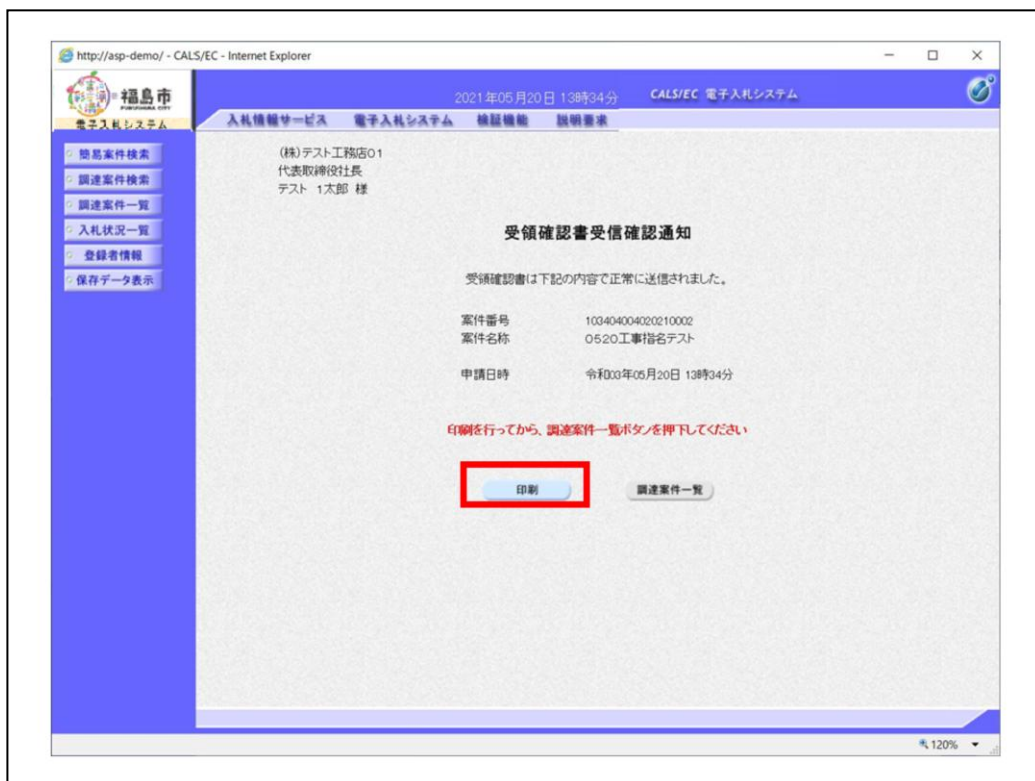 http://asp-demo/ - CALS/EC - Internet Explorer
福島市
FUKUSHIMA CITY
電子入札システム
2021年05月20日 13時34分
CALS/EC 電子入札システム
入札情報サービス 電子入札システム 検証機能 説明要求
簡易案件検索
調達案件検索
調達案件一覧
入札状況一覧
登録者情報
保存データ表示
(株)テスト工務店01
代表取締役社長
テスト 1太郎 様
受領確認書受信確認通知
受領確認書は下記の内容で正常に送信されました。
案件番号 103404004020210002
案件名称 0520工事指名テスト
申請日時 令和03年05月20日 13時34分
印刷を行ってから、調達案件一覧ボタンを押下してください
印刷
調達案件一覧
120%